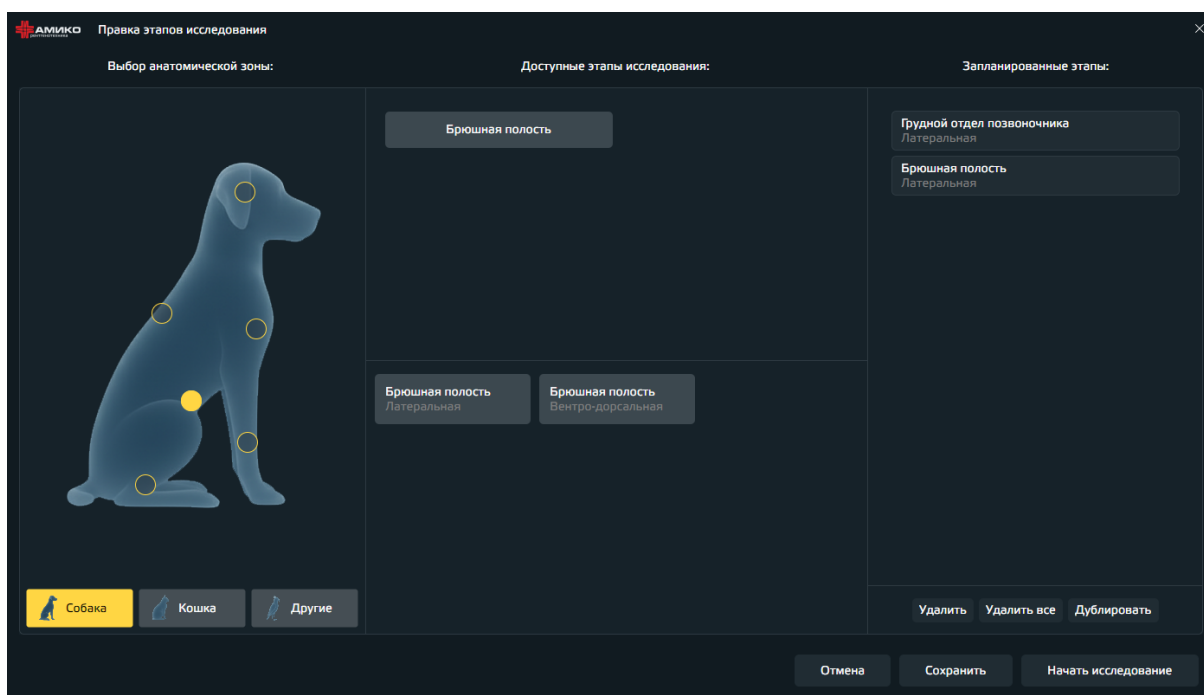 АМИКО
Правка этапов исследования
Выбор анатомической зоны:
Доступные этапы исследования:
Запланированные этапы:
Брюшная полость
Грудной отдел позвоночника
Латеральная
Брюшная полость
Латеральная
Брюшная полость
Латеральная
Брюшная полость
Вентро-дорсальная
Собака
Кошка
Другие
Удалить
Удалить все
Дублировать
Отмена
Сохранить
Начать исследование